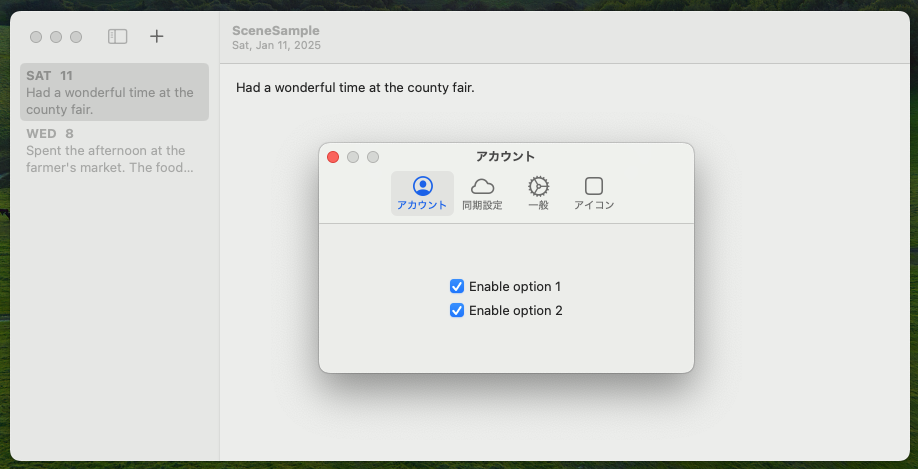 SceneSample
Sat, Jan 11, 2025
SAT 11
Had a wonderful time at the
county fair.
WED 8
Spent the afternoon at the
farmer's market. The food...
Had a wonderful time at the county fair.
アカウント
アカウント
同期設定
一般
アイコン
Enable option 1
Enable option 2